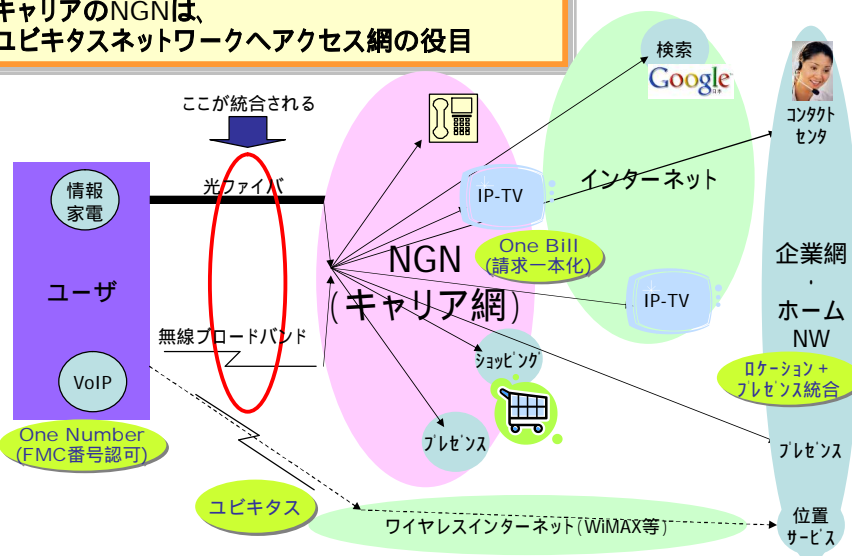 キャリアのNGNは、
ユビキタスネットワークへアクセス網の役目
ここが統合される
検索
Google
日本
コンタクト
センタ
情報
家電
光ファイバ
IP-TV
インターネット
One Bill
(請求一本化)
NGN
(キャリア網)
企業網
・
ホーム
NW
ユーザ
IP-TV
無線ブロードバンド
ショッピング
ロケーション+
プレゼンス統合
VoIP
One Number
(FMC番号認可)
プレゼンス
プレゼンス
ユビキタス
ワイヤレスインターネット(WiMAX等)
位置
サービス